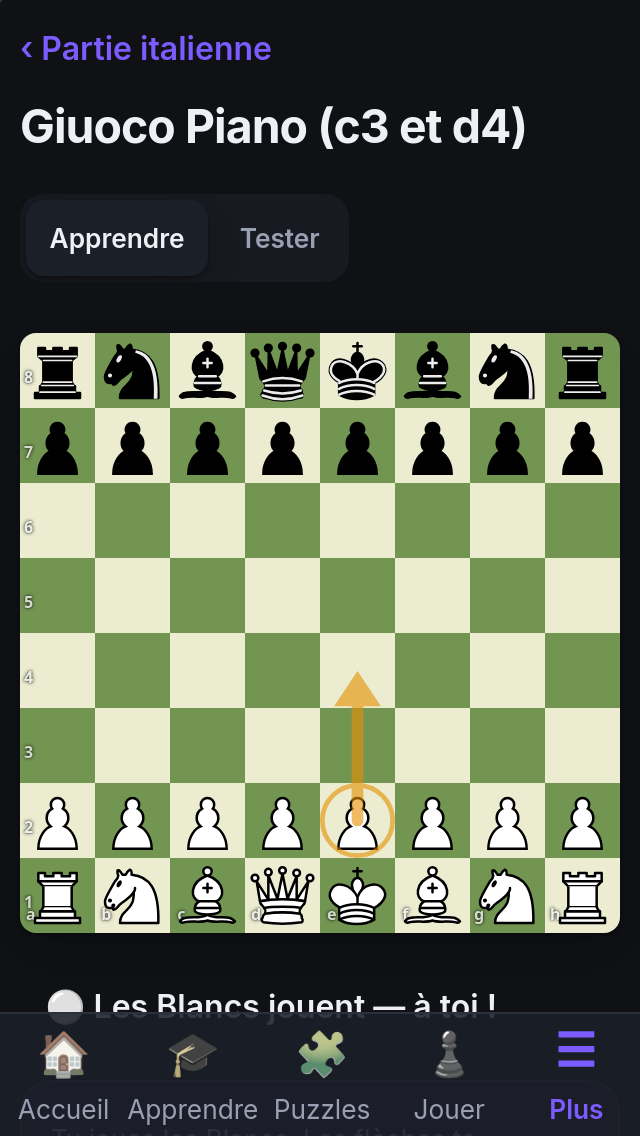 ‹ Partie italienne
Giuoco Piano (c3 et d4)
Apprendre Tester
8
7
6
5
4
3
2
1
a b c d e f g h
Les Blancs jouent — à toi !
Accueil Apprendre Puzzles Jouer Plus